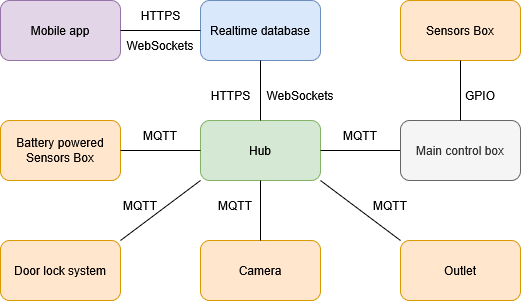 HTTPS
Mobile app
Realtime database
Sensors Box
WebSockets
HTTPS
WebSockets
GPIO
MQTT
MQTT
Battery powered
Sensors Box
Hub
Main control box
MQTT
MQTT
MQTT
Door lock system
Camera
Outlet